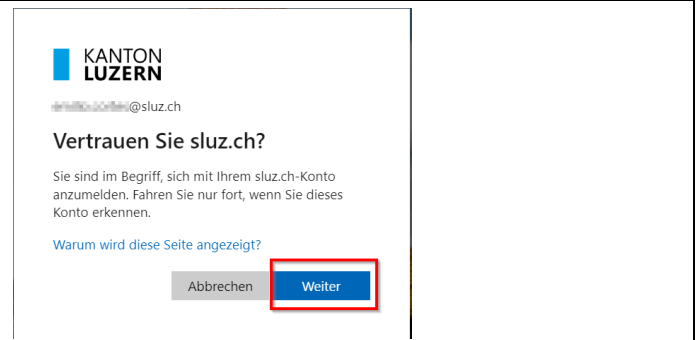 KANTON
LUZERN
@sluz.ch
Vertrauen Sie sluz.ch?
Sie sind im Begriff, sich mit Ihrem sluz.ch-Konto
anzumelden. Fahren Sie nur fort, wenn Sie dieses
Konto erkennen.
Warum wird diese Seite angezeigt?
Abbrechen Weiter